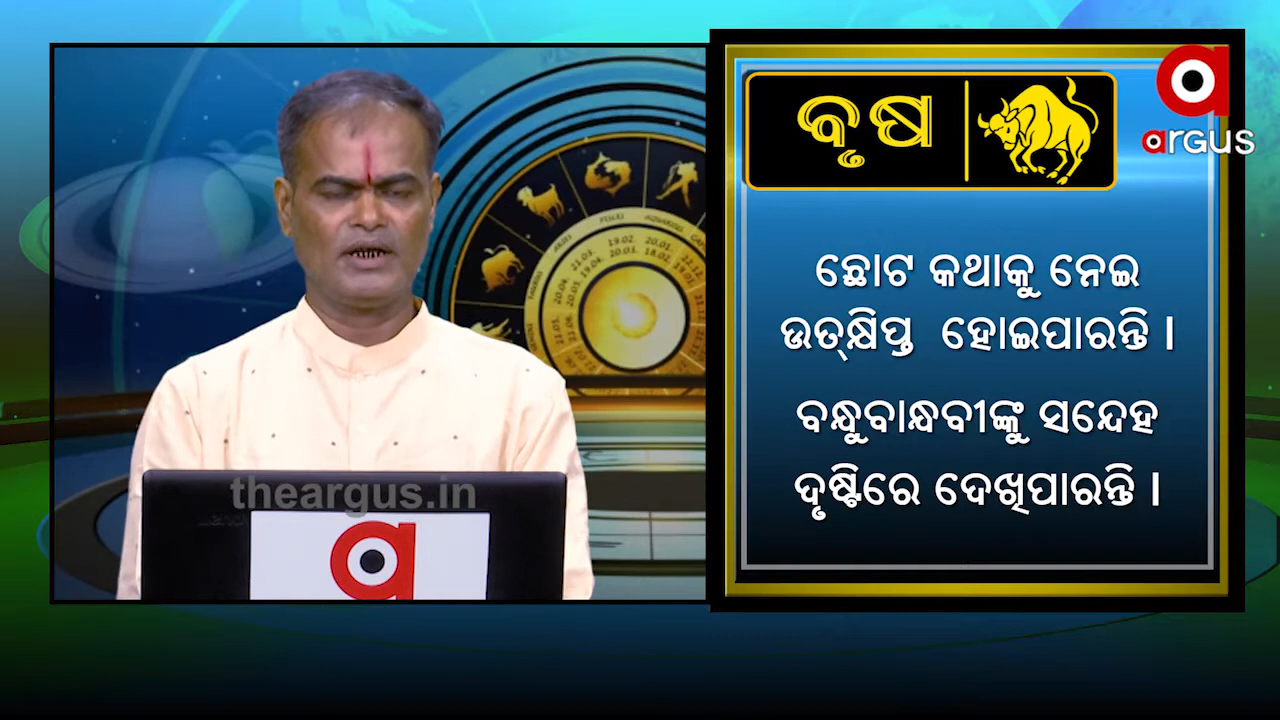 ବୃଷ
argus
ଛୋଟ କଥାକୁ ନେଇ
ଉତ୍‌କ୍ଷିପ୍ତ ହୋଇପାରନ୍ତି ।
ବନ୍ଧୁବାନ୍ଧବୀଙ୍କୁ ସନ୍ଦେହ
ଦୃଷ୍ଟିରେ ଦେଖିପାରନ୍ତି ।
theargus.in